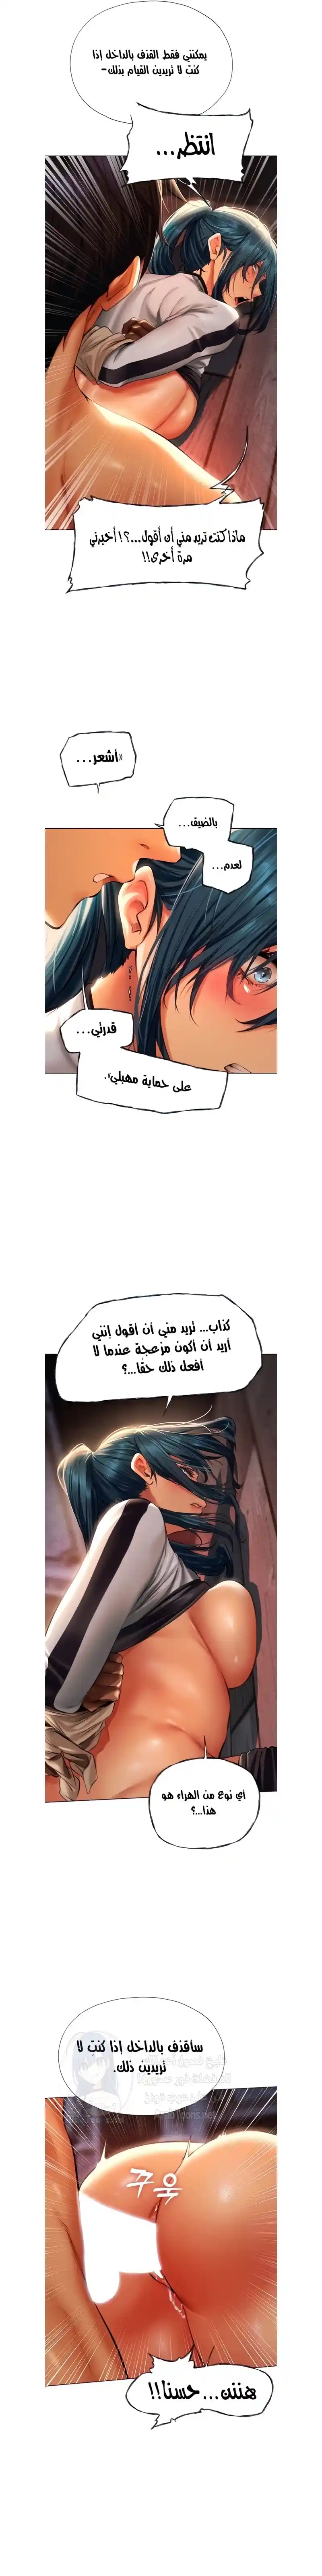 يمكنني فقط القذف بالداخل إذا
كنت لا تريدين القيام بذلك-
انتظر...
ماذا كنت تريد مني أن أقول...؟! أخبرني
مرة أخرى!!
"أشعر...
بالضيق...
لعدم...
قدرتي...
على حماية مهبلي".
كذاب... تريد مني أن أقول إنني
أريد أن أكون مزعجة عندما لا
أفعل ذلك حقًا...؟
أي نوع من الهراء هو
هذا...؟
سأقذف بالداخل إذا كنتِ لا
تريدين ذلك.
꾸욱
هننن... حسنا!!